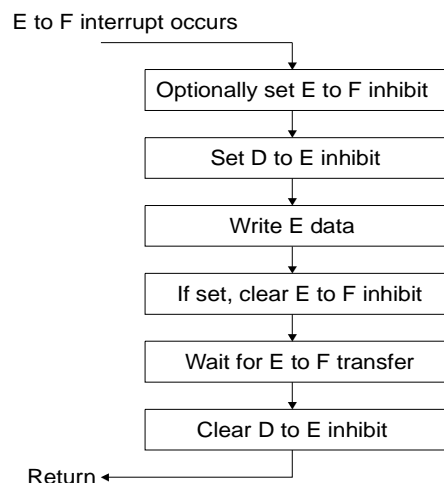 E to F interrupt occurs
Optionally set E to F inhibit
Set D to E inhibit
Write E data
If set, clear E to F inhibit
Wait for E to F transfer
Clear D to E inhibit
Return